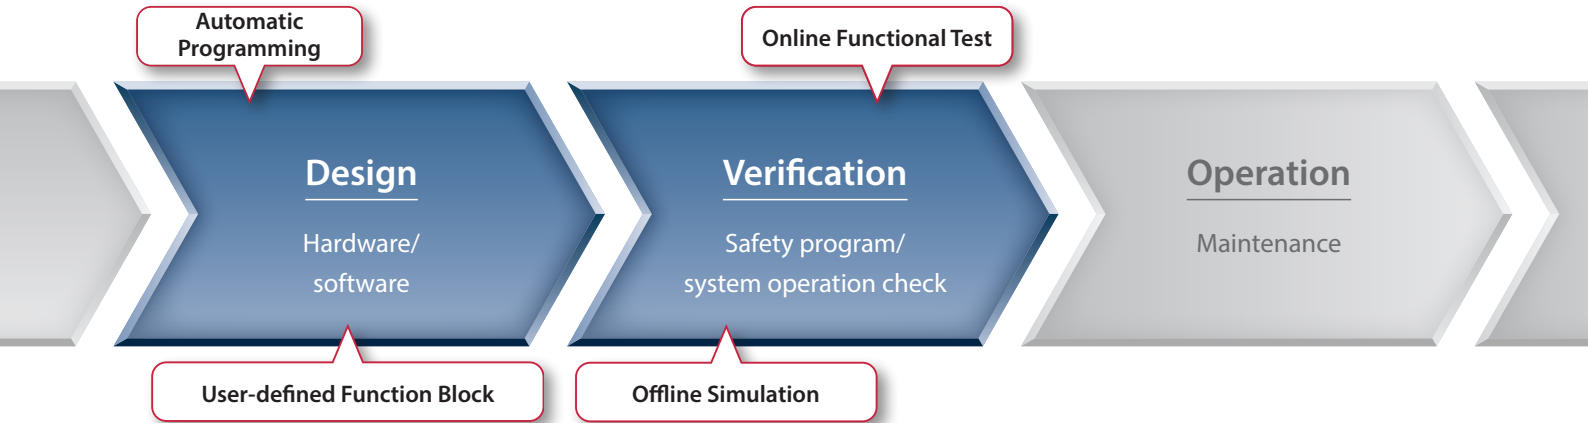 Automatic
Programming
Online Functional Test
Design
Hardware/
software
Verification
Safety program/
system operation check
Operation
Maintenance
User-defined Function Block
Offline Simulation